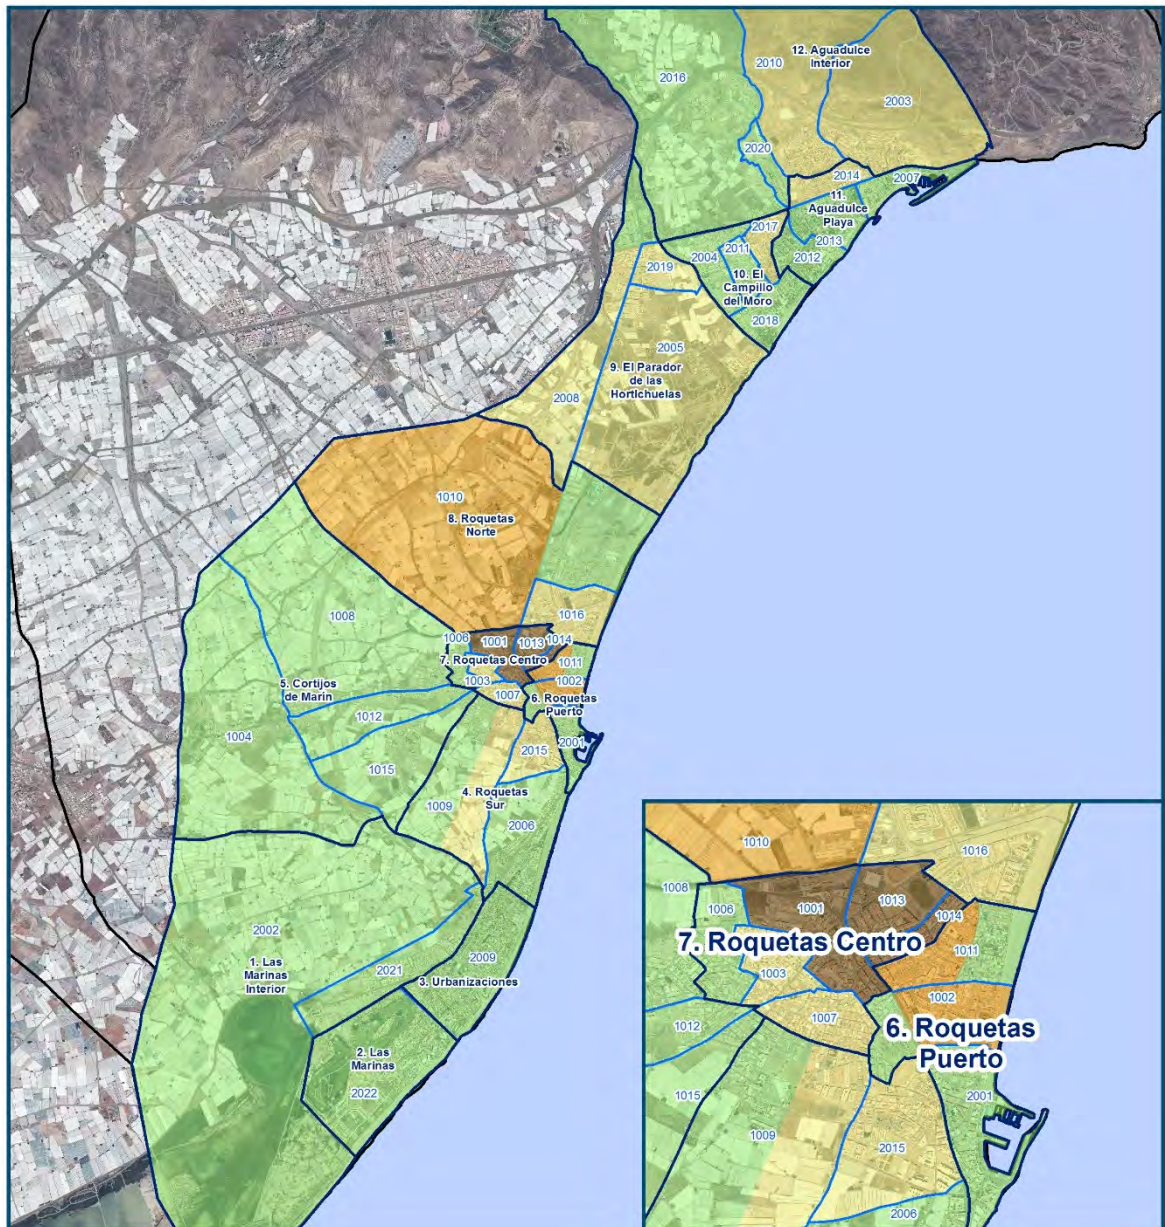 12. Aguadulce
Interior
2010
2016
2003
2020
2014
2007
11.
Aguadulce
Playa
2017
2013
2011
2004
2012
2019
10. El
Campillo
del Moro
2018
2005
9. El Parador
de las
Hortichuelas
2008
1010
8. Roquetas
Norte
1008
1016
1006
1001
1013
1014
7. Roquetas Centro
1011
1003
1002
5. Cortijos
de Marín
1007
6. Roquetas
Puerto
1012
1004
2001
2015
1015
4. Roquetas
Sur
1009
2006
2002
2009
1. Las
Marinas
Interior
2021
3. Urbanizaciones
2. Las
Marinas
2022
1010
1016
1008
1006
1001
1013
1014
7. Roquetas Centro
1011
1003
1002
1007
1012
6. Roquetas
Puerto
1015
2001
1009
2015
2006